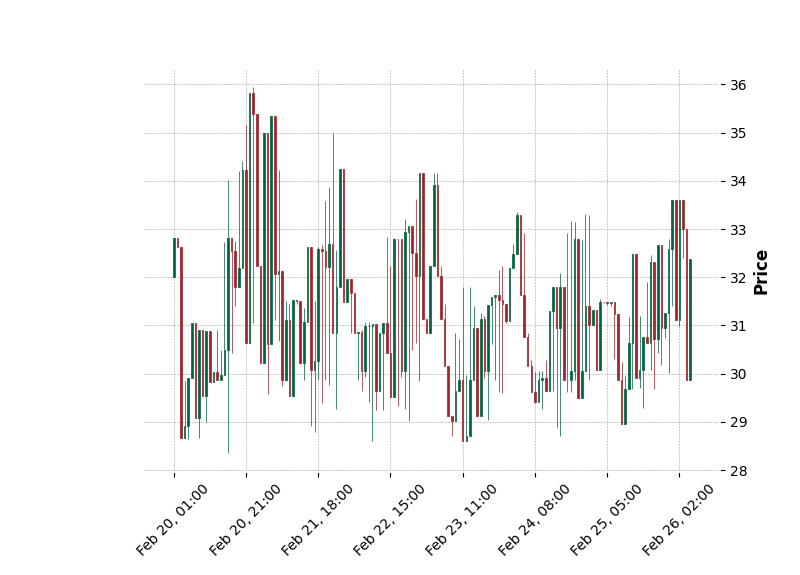 36
35
34
33
32
31
30
29
28
Price
Feb 20, 01:00
Feb 20, 21:00
Feb 21, 18:00
Feb 22, 15:00
Feb 23, 11:00
Feb 24, 08:00
Feb 25, 05:00
Feb 26, 02:00